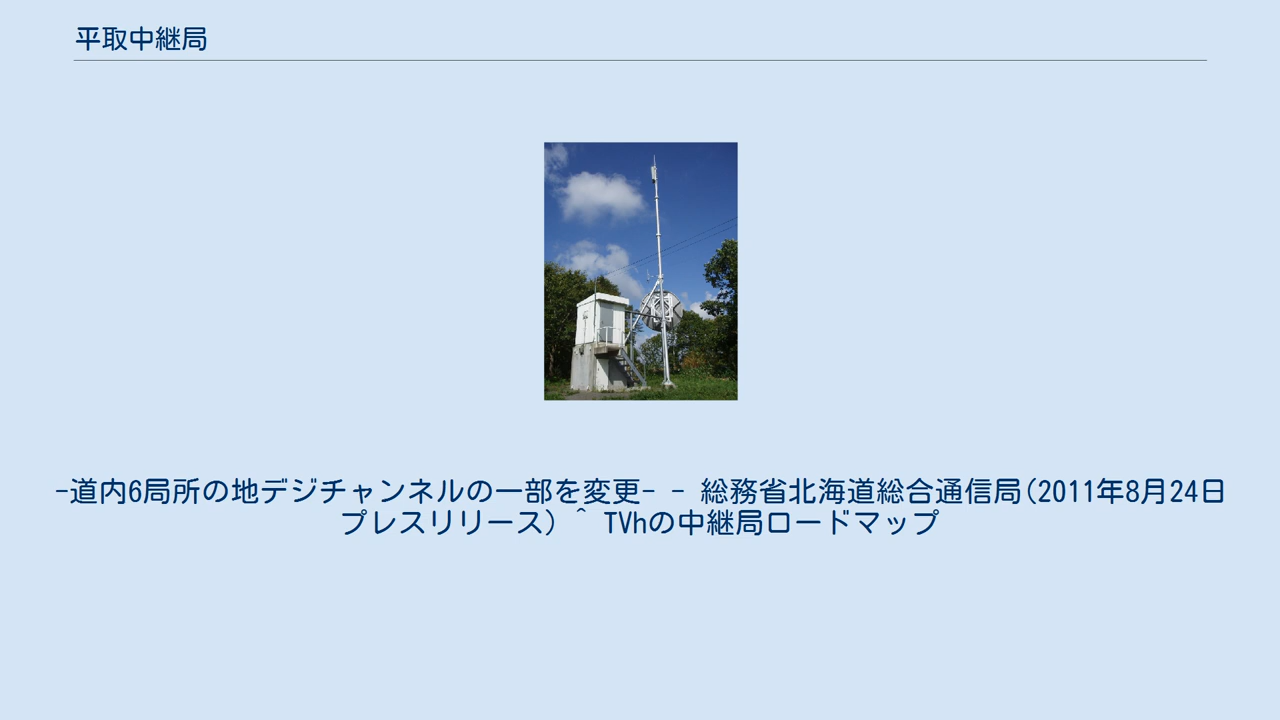 平取中継局
-道内6局所の地デジチャンネルの一部を変更- - 総務省北海道総合通信局(2011年8月24日
プレスリリース) ^ TVhの中継局ロードマップ